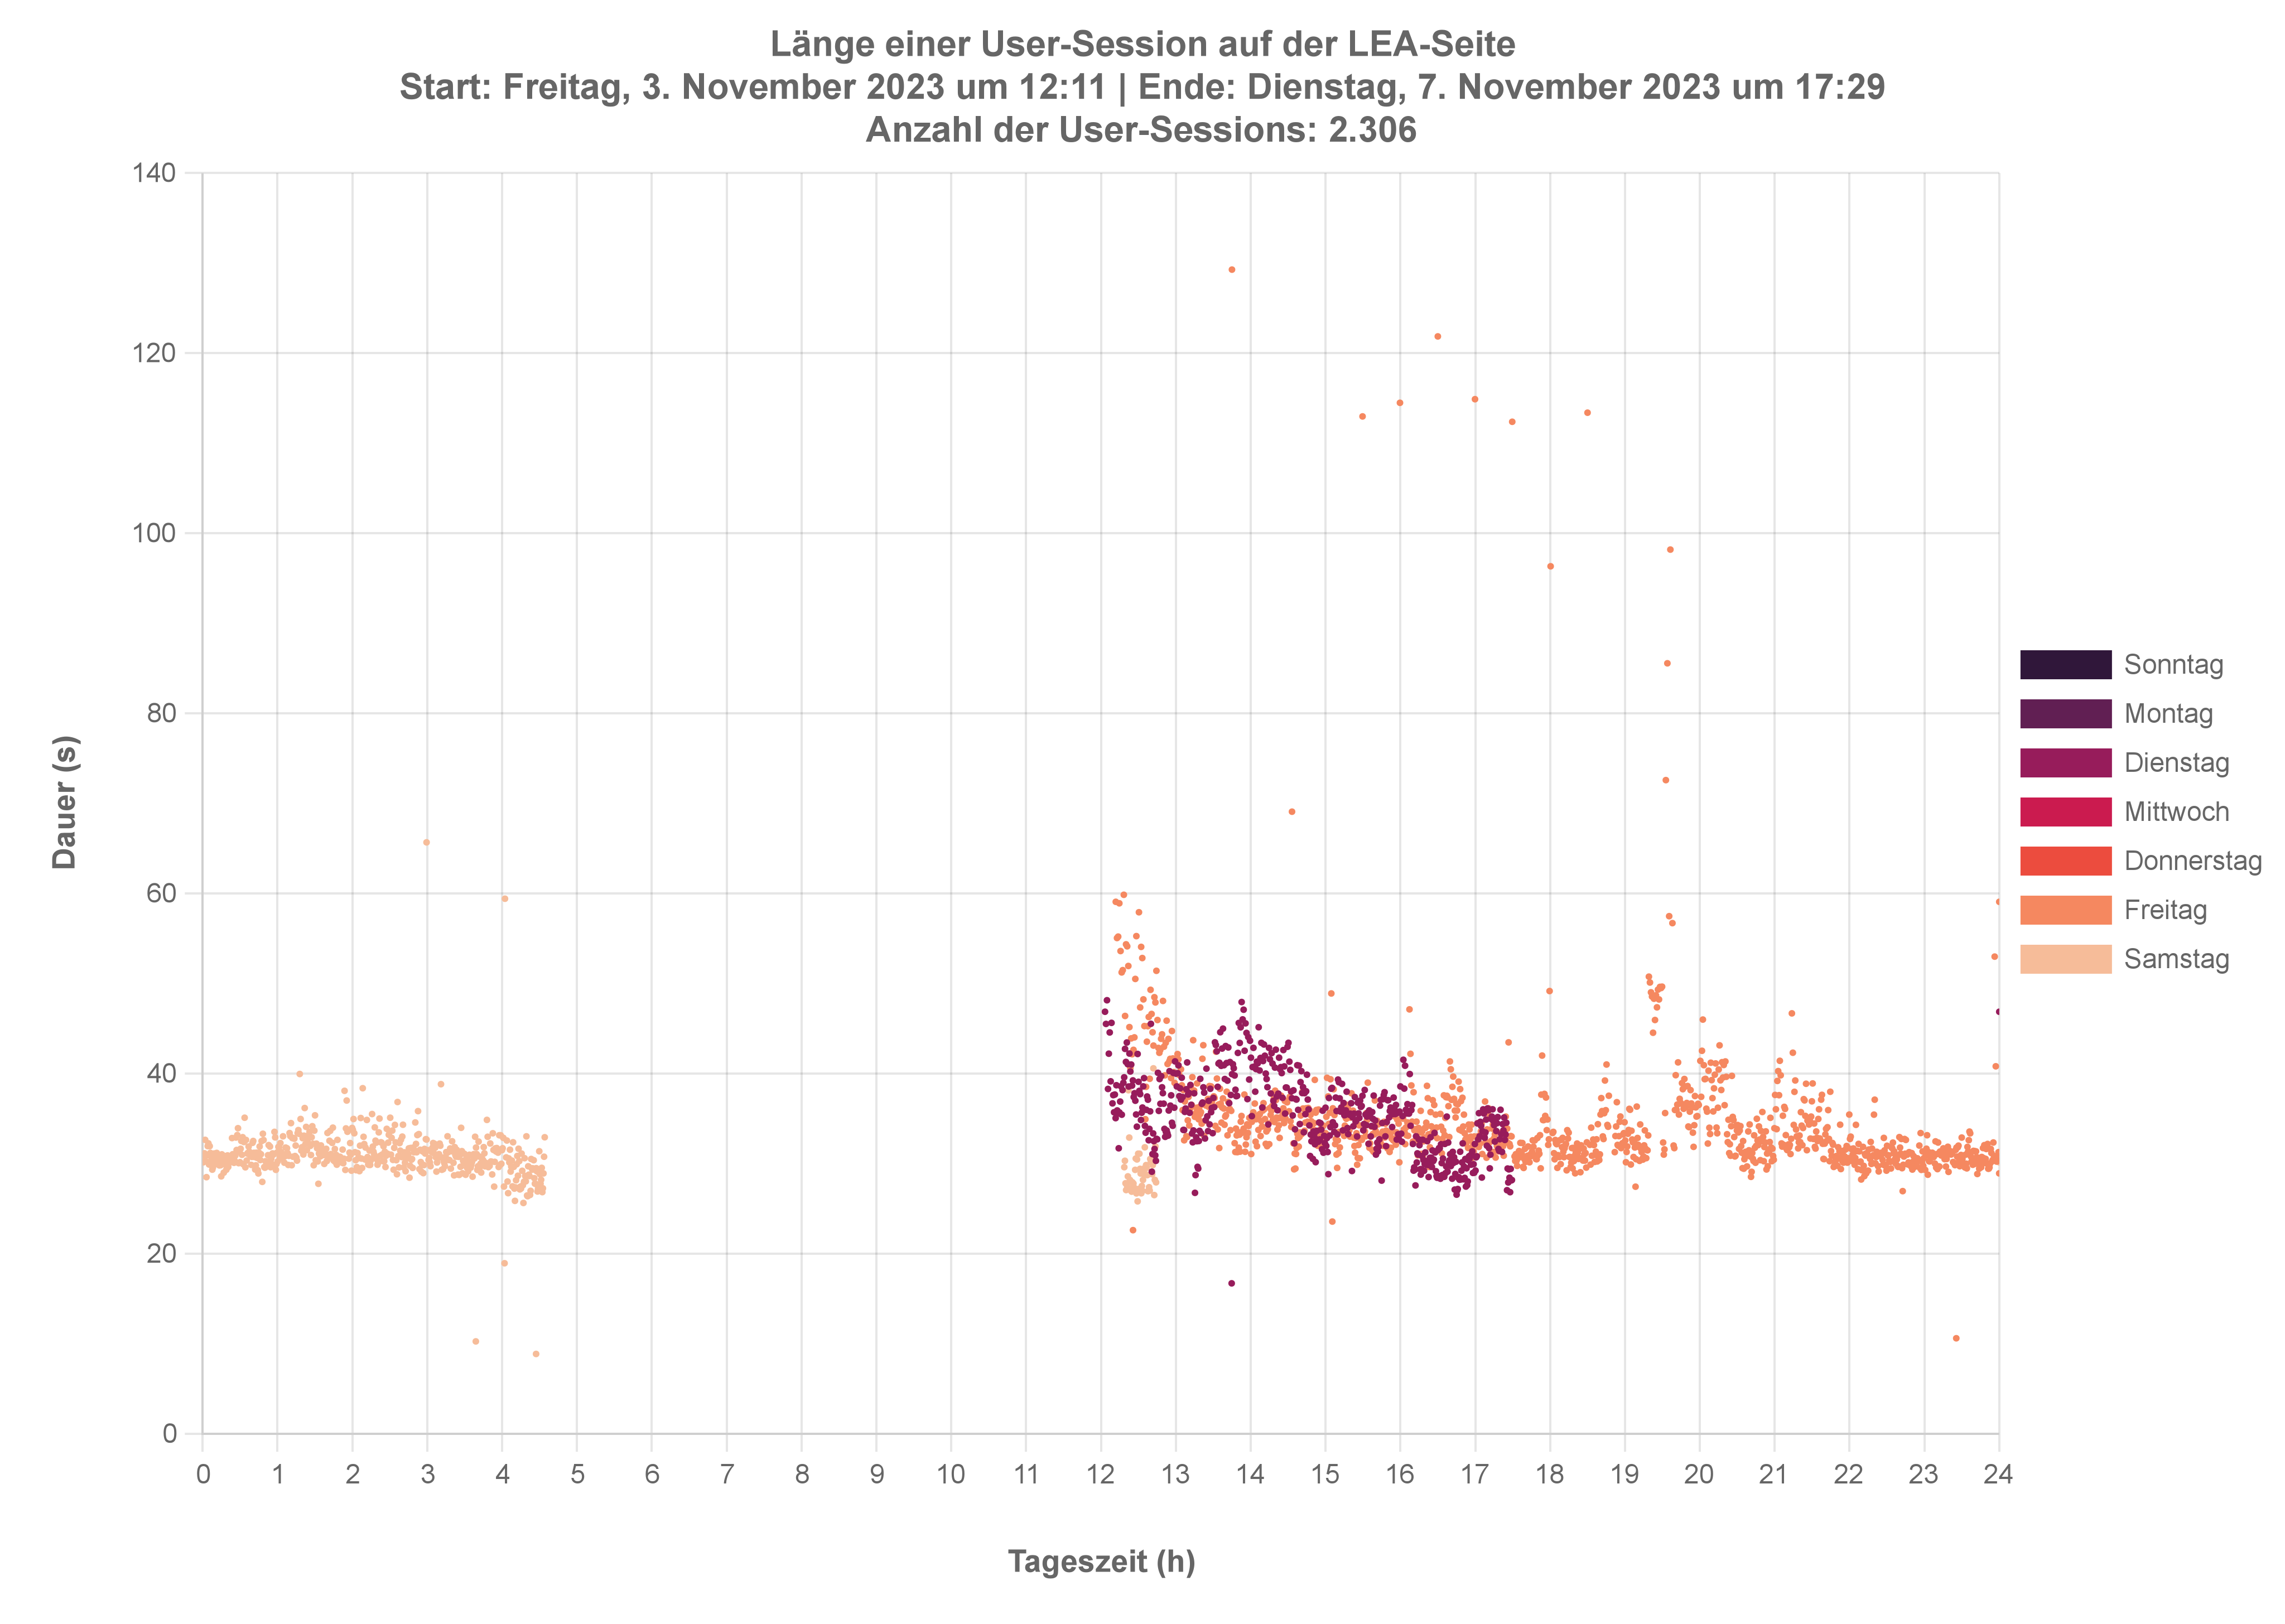 Länge einer User-Session auf der LEA-Seite
Start: Freitag, 3. November 2023 um 12:11 | Ende: Dienstag, 7. November 2023 um 17:29
Anzahl der User-Sessions: 2.306
140
120
100
80
60
40
20
0
Dauer (s)
0 1 2 3 4 5 6 7 8 9 10 11 12 13 14 15 16 17 18 19 20 21 22 23 24
Tageszeit (h)
Sonntag
Montag
Dienstag
Mittwoch
Donnerstag
Freitag
Samstag